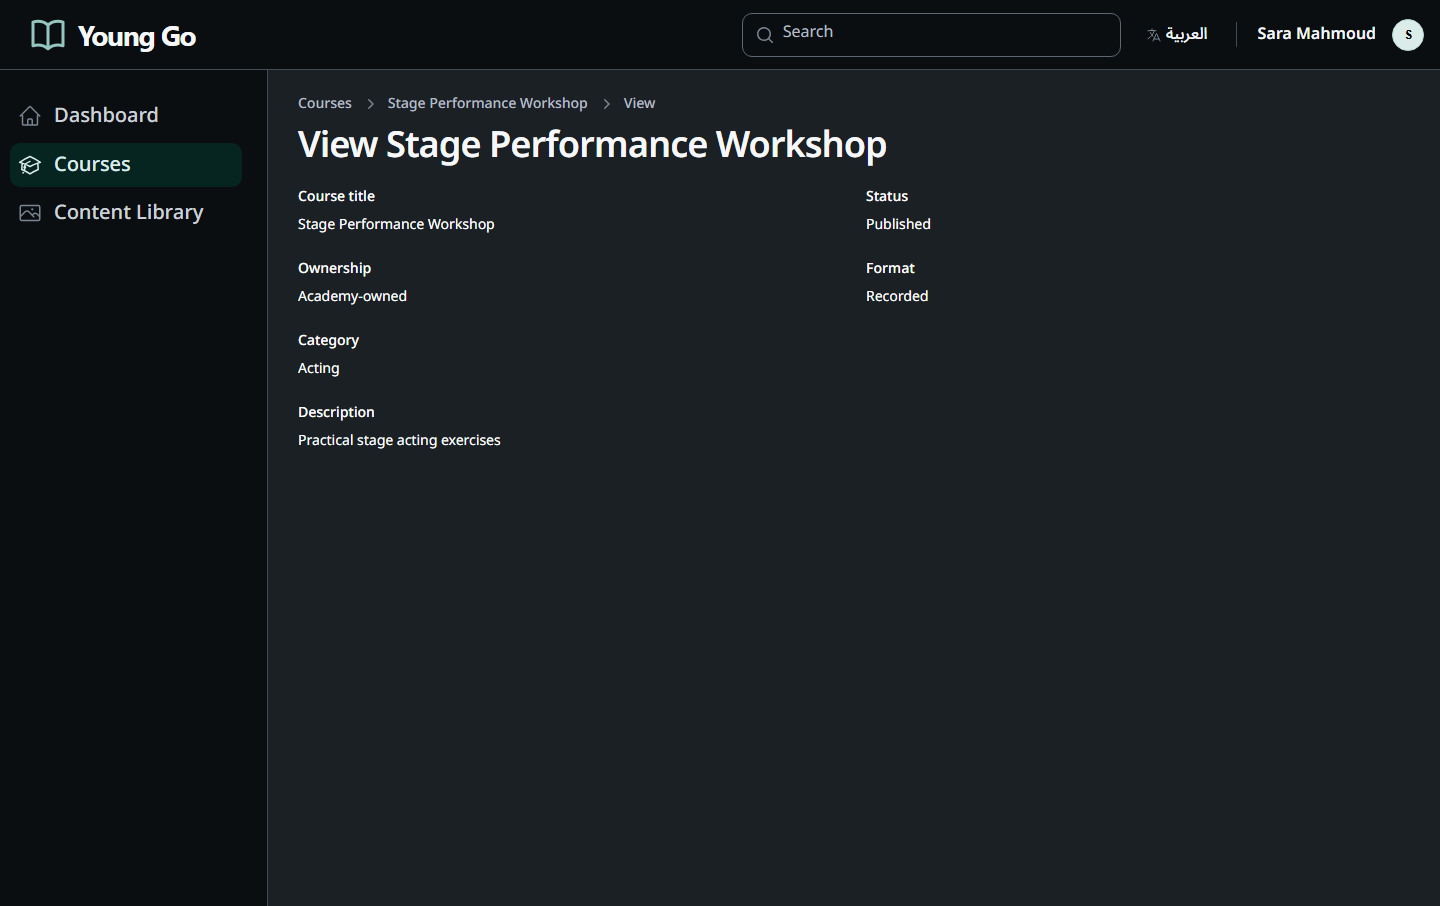 Young Go
Search
العربية
Sara Mahmoud
S
Dashboard
Courses
Content Library
Courses > Stage Performance Workshop > View
View Stage Performance Workshop
Course title
Stage Performance Workshop
Status
Published
Ownership
Academy-owned
Format
Recorded
Category
Acting
Description
Practical stage acting exercises